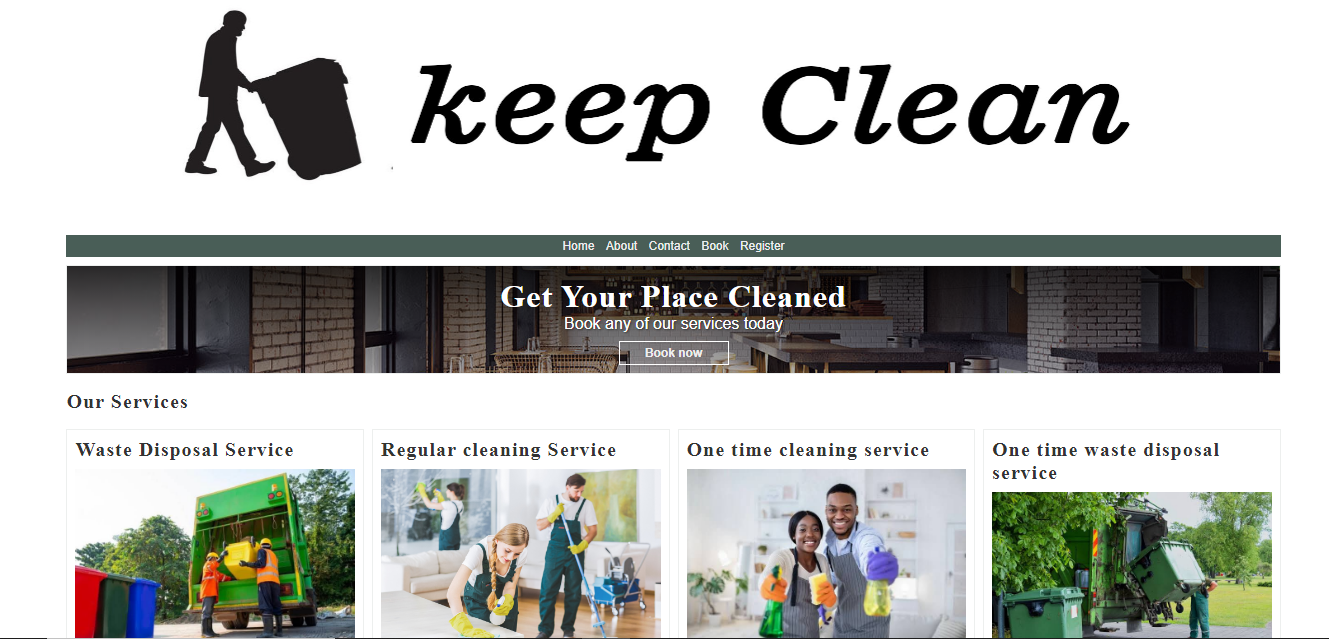 keep Clean
Home About Contact Book Register
Get Your Place Cleaned
Book any of our services today
Book now
Our Services
Waste Disposal Service
Regular cleaning Service
One time cleaning service
One time waste disposal
service